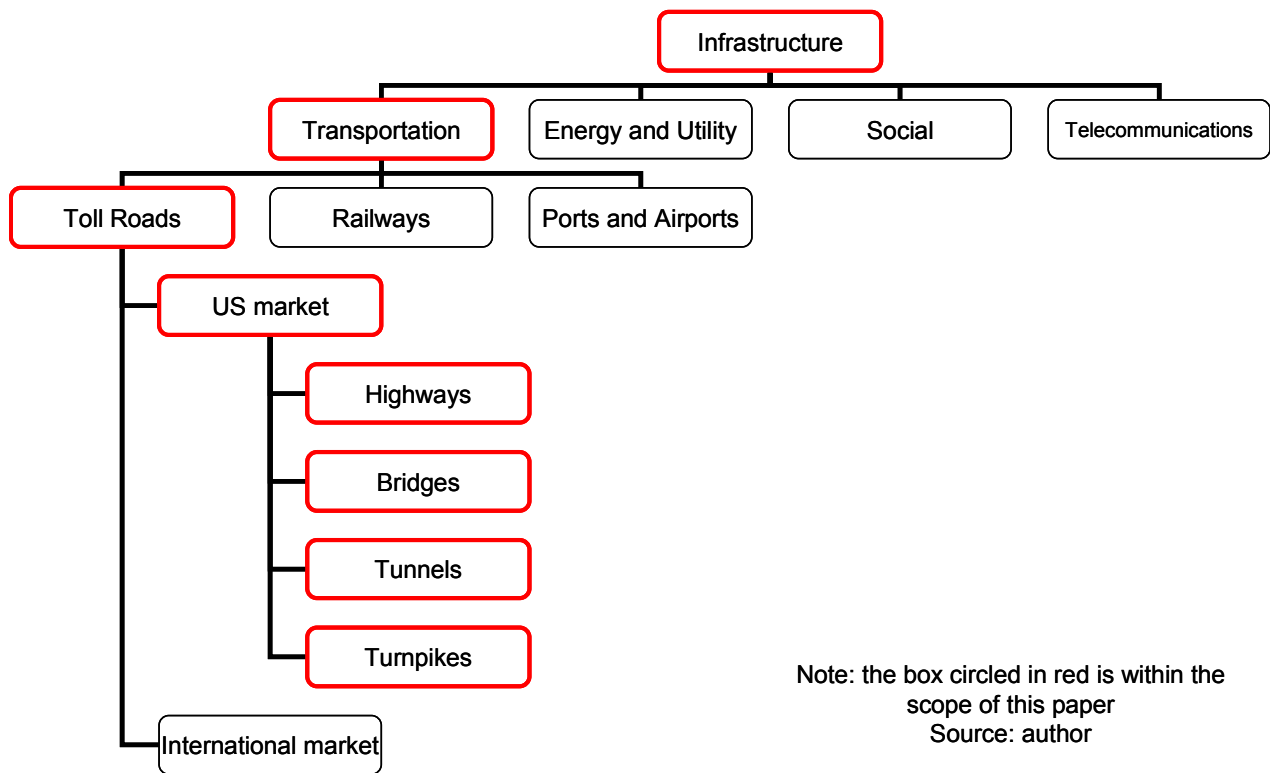 Infrastructure
Transportation
Energy and Utility
Social
Telecommunications
Toll Roads
Railways
Ports and Airports
US market
Highways
Bridges
Tunnels
Turnpikes
International market
Note: the box circled in red is within the
scope of this paper
Source: author